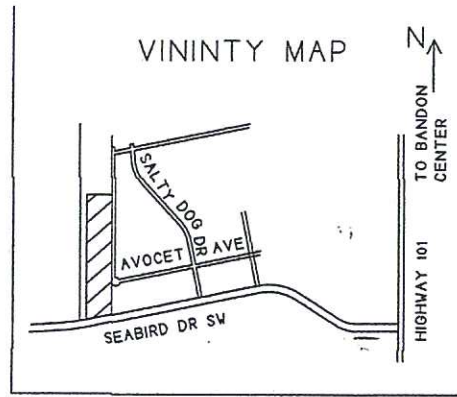 VININTY MAP
N
TO BANDON
CENTER
HIGHWAY 101
SALTY DOG DR
AVOCET AVE
SEABIRD DR SW